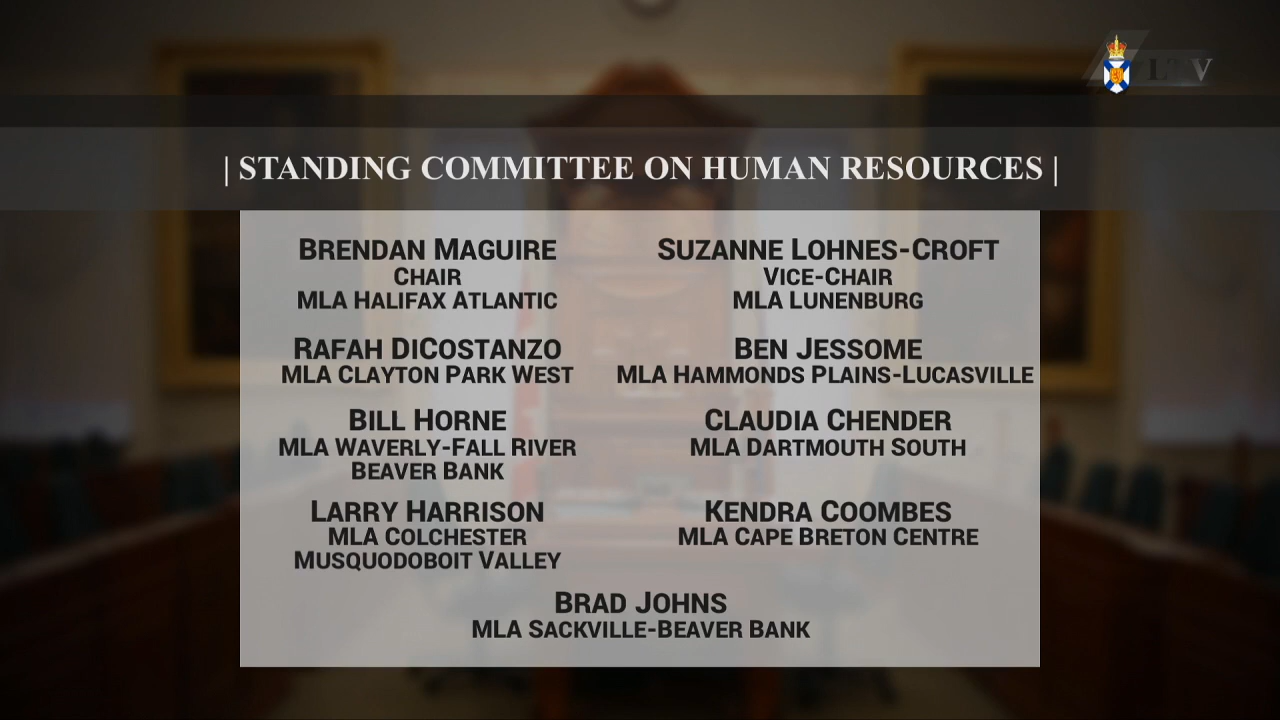 LTV
| STANDING COMMITTEE ON HUMAN RESOURCES |
BRENDAN MAGUIRE
CHAIR
MLA HALIFAX ATLANTIC
SUZANNE LOHNES-CROFT
VICE-CHAIR
MLA LUNENBURG
RAFAH DICOSTANZO
MLA CLAYTON PARK WEST
BEN JESSOME
MLA HAMMONDS PLAINS-LUCASVILLE
BILL HORNE
MLA WAVERLY-FALL RIVER
BEAVER BANK
CLAUDIA CHENDER
MLA DARTMOUTH SOUTH
LARRY HARRISON
MLA COLCHESTER
MUSQUODOBOIT VALLEY
KENDRA COOMBES
MLA CAPE BRETON CENTRE
BRAD JOHNS
MLA SACKVILLE-BEAVER BANK